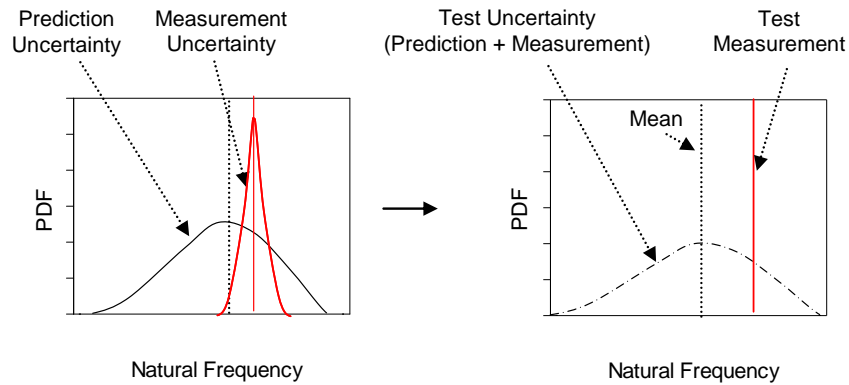 Prediction
Uncertainty
Measurement
Uncertainty
Test Uncertainty
(Prediction + Measurement)
Test
Measurement
Mean
PDF
PDF
Natural Frequency
Natural Frequency